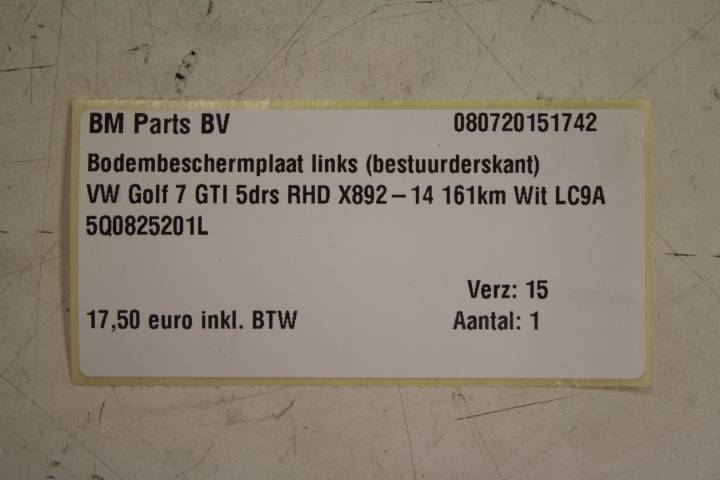 BM Parts BV 080720151742
Bodembeschermplaat links (bestuurderskant)
VW Golf 7 GTI 5drs RHD X892-14 161km Wit LC9A
5Q0825201L
Verz: 15
17,50 euro inkl. BTW Aantal: 1